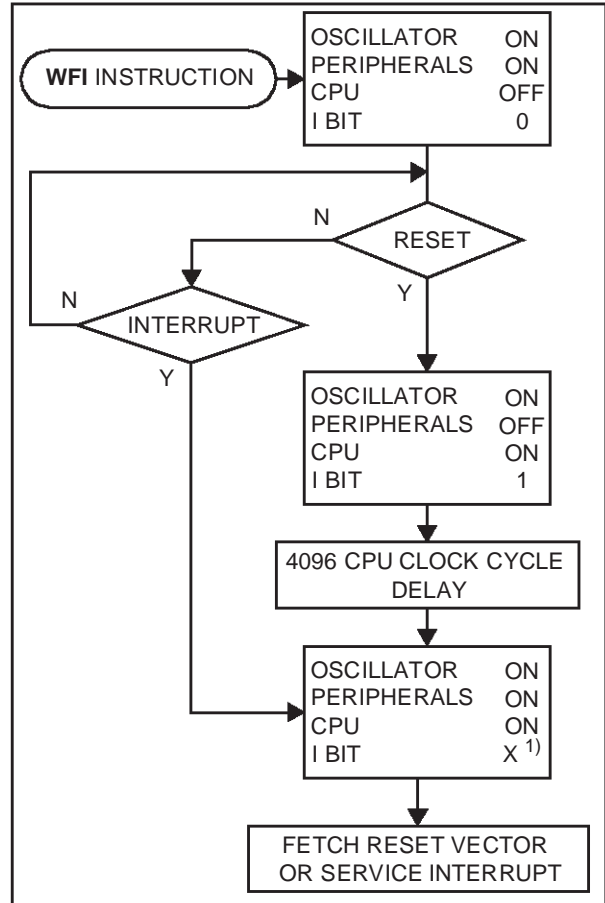 WFI INSTRUCTION
OSCILLATOR ON
PERIPHERALS ON
CPU OFF
I BIT 0
N
RESET
Y
N
INTERRUPT
Y
OSCILLATOR ON
PERIPHERALS OFF
CPU ON
I BIT 1
4096 CPU CLOCK CYCLE
DELAY
OSCILLATOR ON
PERIPHERALS ON
CPU ON
I BIT X 1)
FETCH RESET VECTOR
OR SERVICE INTERRUPT